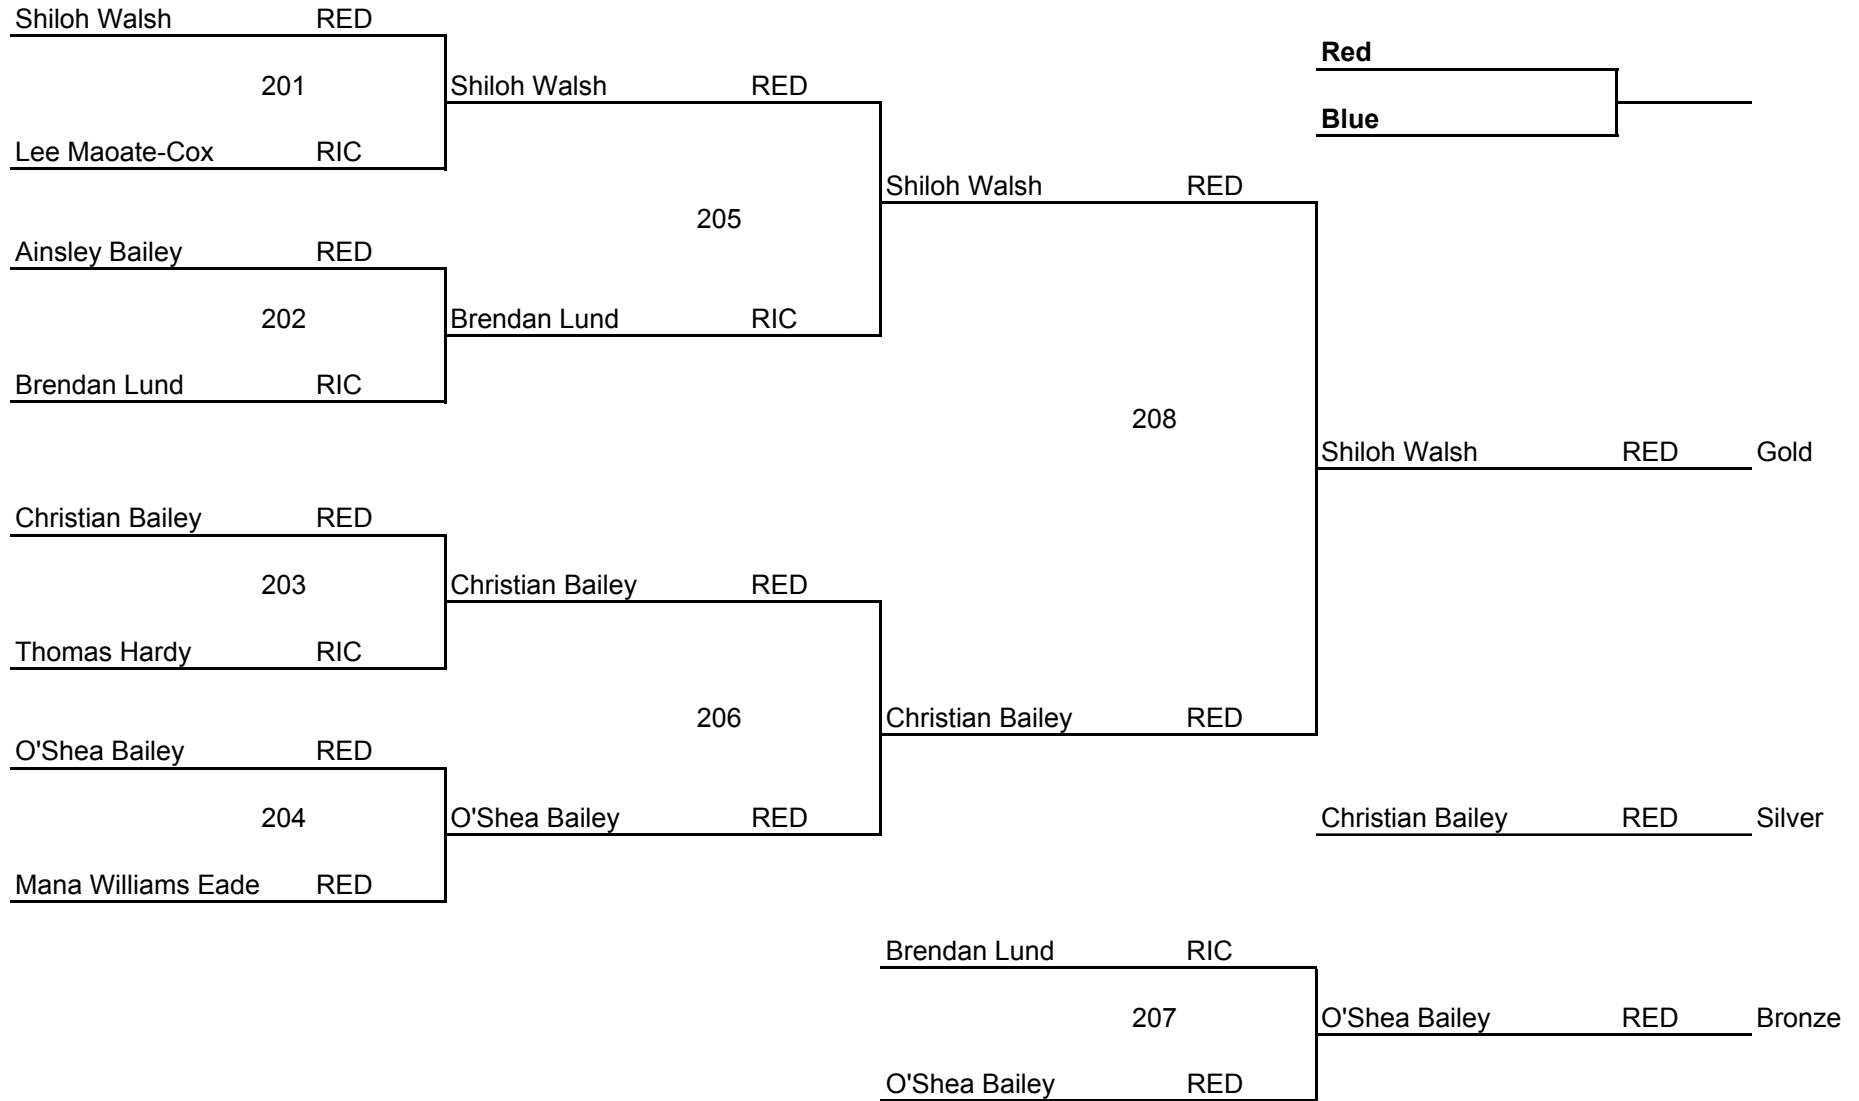 Shiloh Walsh RED
Red
201 Shiloh Walsh RED
Blue
Lee Maoate-Cox RIC
Shiloh Walsh RED
205
Ainsley Bailey RED
202 Brendan Lund RIC
Brendan Lund RIC
208
Shiloh Walsh RED Gold
Christian Bailey RED
203 Christian Bailey RED
Thomas Hardy RIC
206 Christian Bailey RED
O'Shea Bailey RED
204 O'Shea Bailey RED Christian Bailey RED Silver
Mana Williams Eade RED
Brendan Lund RIC
207 O'Shea Bailey RED Bronze
O'Shea Bailey RED